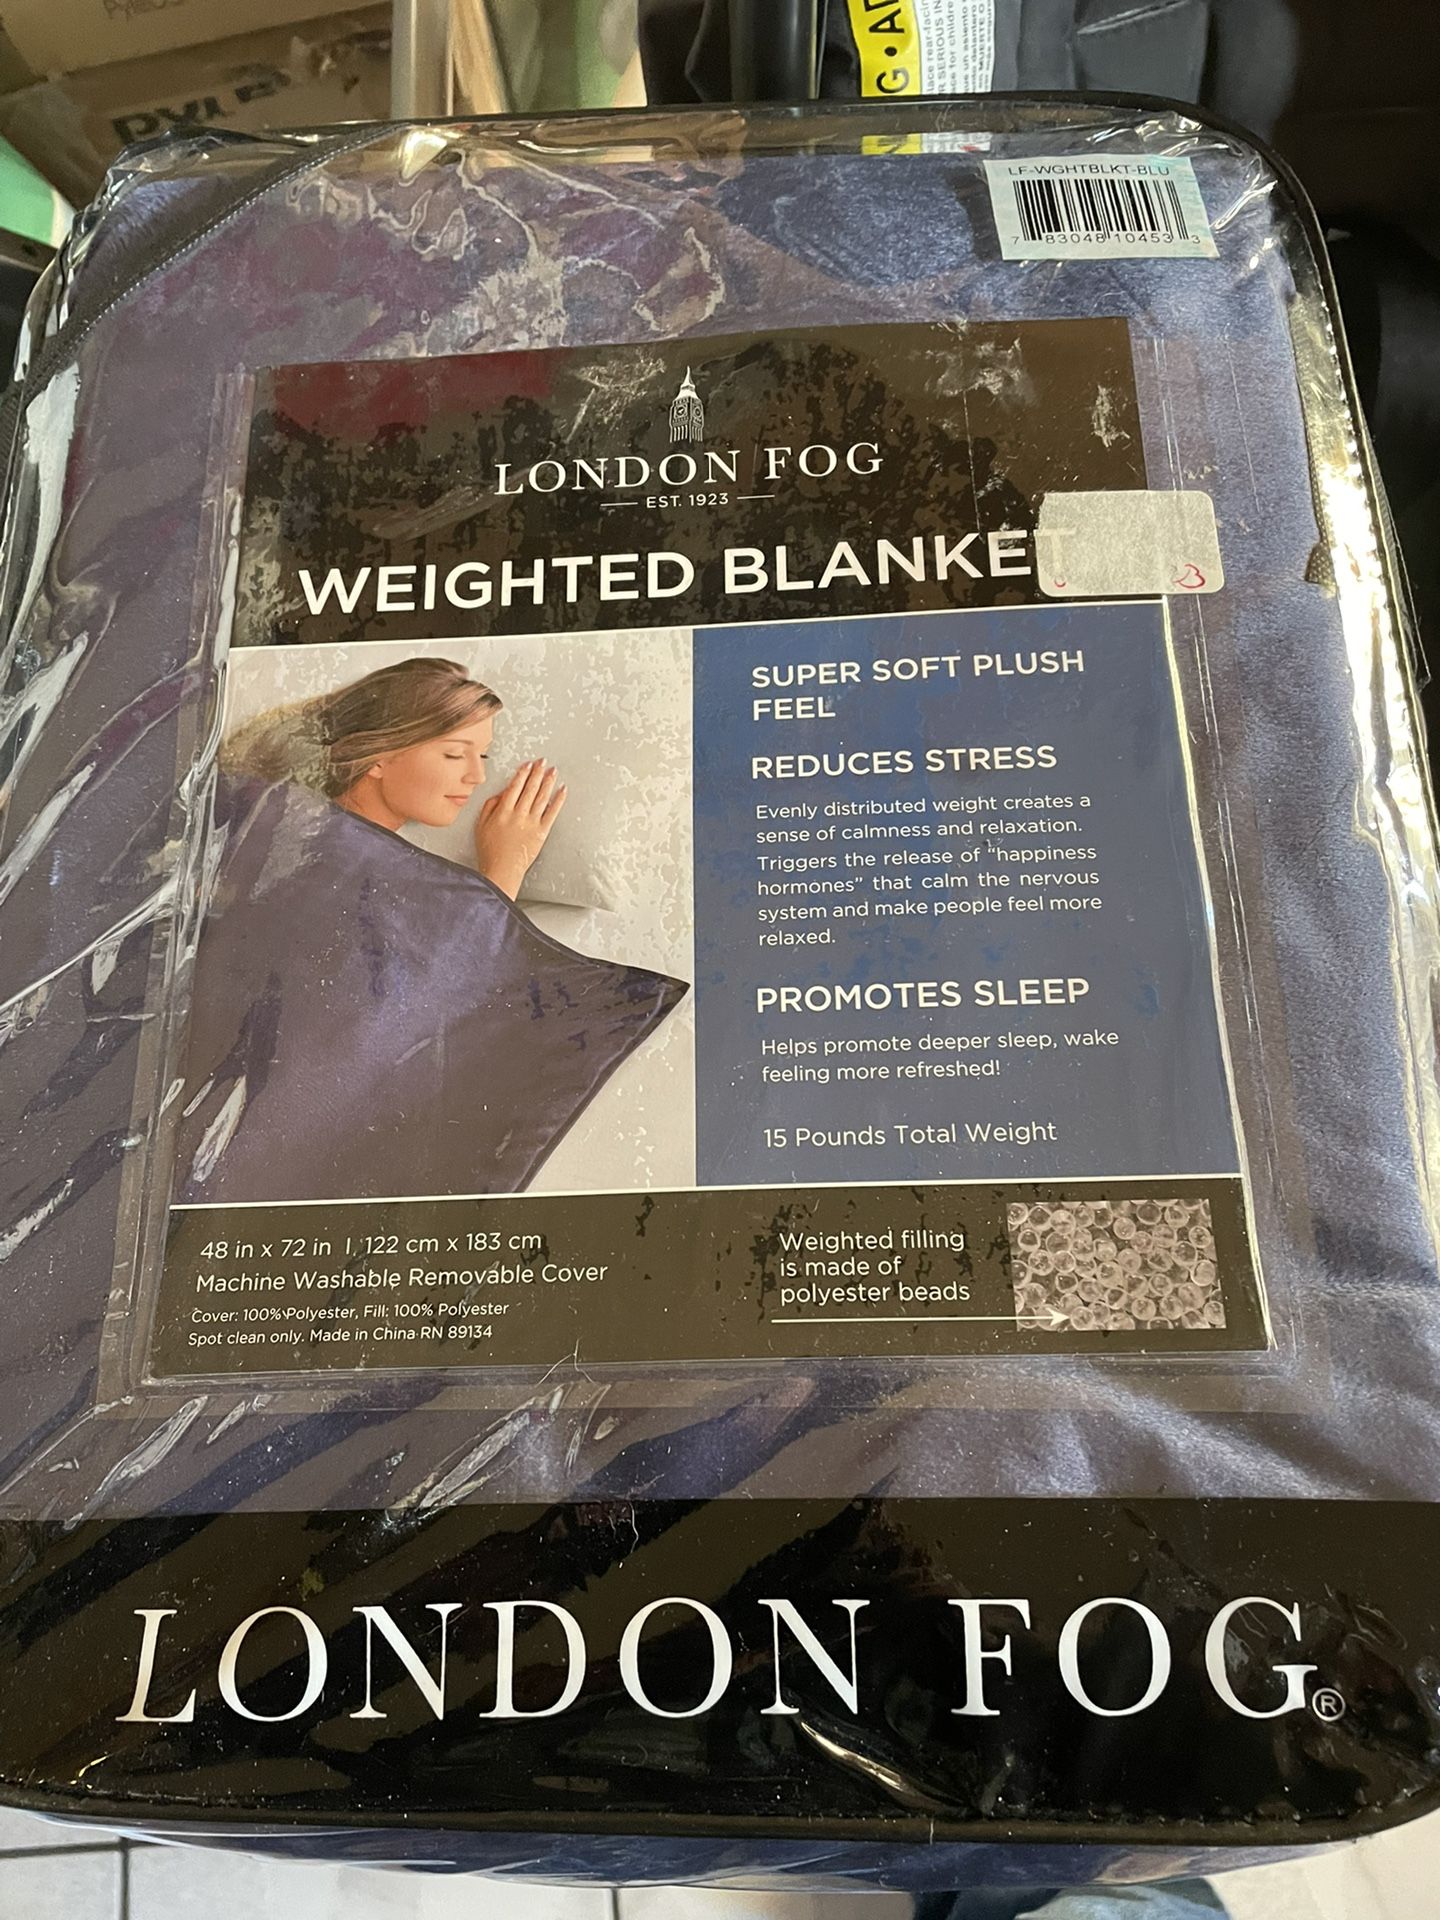 G • AI
LF-WGHTBLKT-BLU
7 83048 10453 3
LONDON FOG
EST. 1923
WEIGHTED BLANKET
SUPER SOFT PLUSH
FEEL
REDUCES STRESS
Evenly distributed weight creates a
sense of calmness and relaxation.
Triggers the release of “happiness
hormones” that calm the nervous
system and make people feel more
relaxed.
PROMOTES SLEEP
Helps promote deeper sleep, wake
feeling more refreshed!
15 Pounds Total Weight
48 in x 72 in | 122 cm x 183 cm
Machine Washable Removable Cover
Cover: 100% Polyester, Fill: 100% Polyester
Spot clean only. Made in China RN 89134
Weighted filling
is made of
polyester beads
LONDON FOG®